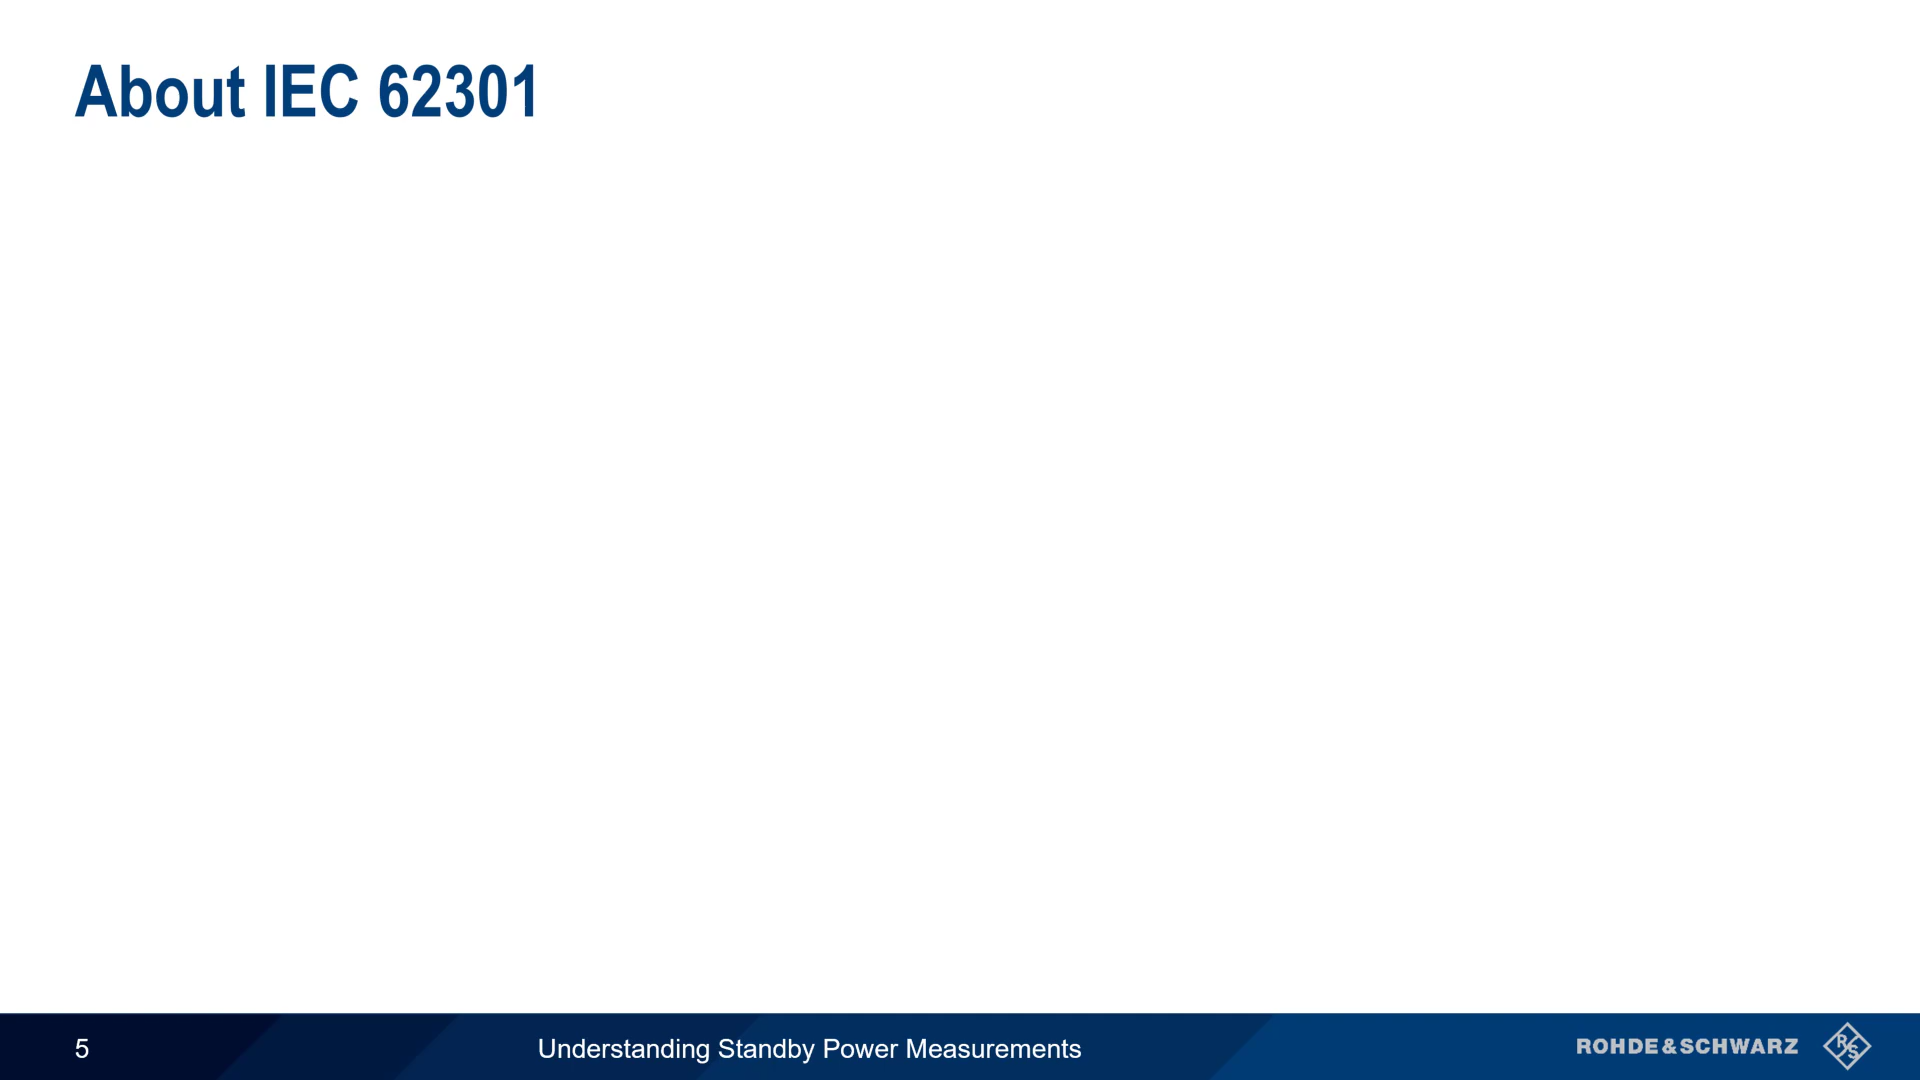 About IEC 62301
5
Understanding Standby Power Measurements
ROHDE&SCHWARZ
R&S